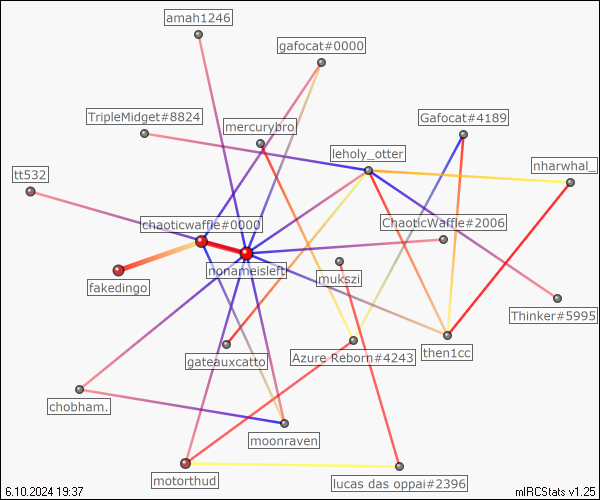 amah1246
gafocat#0000
TripleMidget#8824
mercurybro
Gafocat#4189
leholy_otter
nharwhal_
tt532
chaoticwaffle#0000
ChaoticWaffle#2006
nonameisleft
mukszi
fakedingo
Thinker#5995
gateauxcatto
Azure Reborn#4243
then1cc
chobham.
moonraven
motorthud
lucas das oppai#2396
6.10.2024 19:37
mIRCStats v1.25